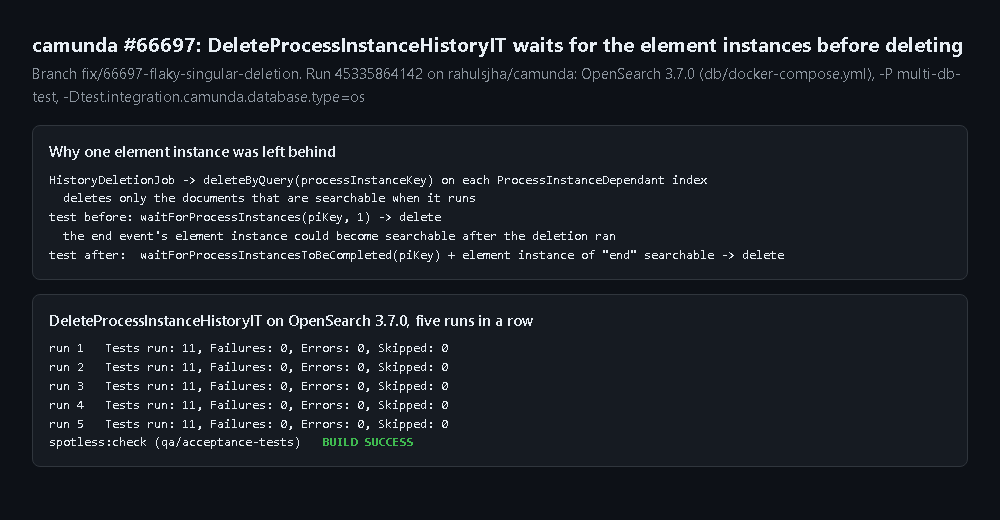 camunda #66697: DeleteProcessInstanceHistoryIT waits for the element instances before deleting
Branch fix/66697-flaky-singular-deletion. Run 45335864142 on rahulsjha/camunda: OpenSearch 3.7.0 (db/docker-compose.yml), -P multi-db-
test, -Dtest.integration.camunda.database.type=os
Why one element instance was left behind
HistoryDeletionJob -> deleteByQuery(processInstanceKey) on each ProcessInstanceDependant index
deletes only the documents that are searchable when it runs
test before: waitForProcessInstances(piKey, 1) -> delete
the end event's element instance could become searchable after the deletion ran
test after:  waitForProcessInstancesToBeCompleted(piKey) + element instance of "end" searchable -> delete
DeleteProcessInstanceHistoryIT on OpenSearch 3.7.0, five runs in a row
run 1   Tests run: 11, Failures: 0, Errors: 0, Skipped: 0
run 2   Tests run: 11, Failures: 0, Errors: 0, Skipped: 0
run 3   Tests run: 11, Failures: 0, Errors: 0, Skipped: 0
run 4   Tests run: 11, Failures: 0, Errors: 0, Skipped: 0
run 5   Tests run: 11, Failures: 0, Errors: 0, Skipped: 0
spotless:check (qa/acceptance-tests)   BUILD SUCCESS